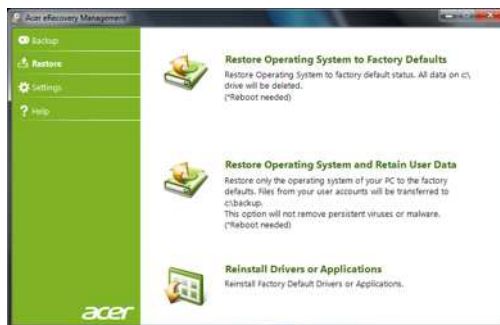 Acer eRecovery Management
Backup
Restore
Settings
Help
Restore Operating System to Factory Defaults
Restore Operating System to factory default status. All data on c:\
drive will be deleted.
(*Reboot needed)
Restore Operating System and Retain User Data
Restore only the operating system of your PC to the factory
defaults. Files from your user accounts will be transferred to
c:\backup.
This option will not remove persistent viruses or malware.
(*Reboot needed)
Reinstall Drivers or Applications
Reinstall Factory Default Drivers or Applications.
acer